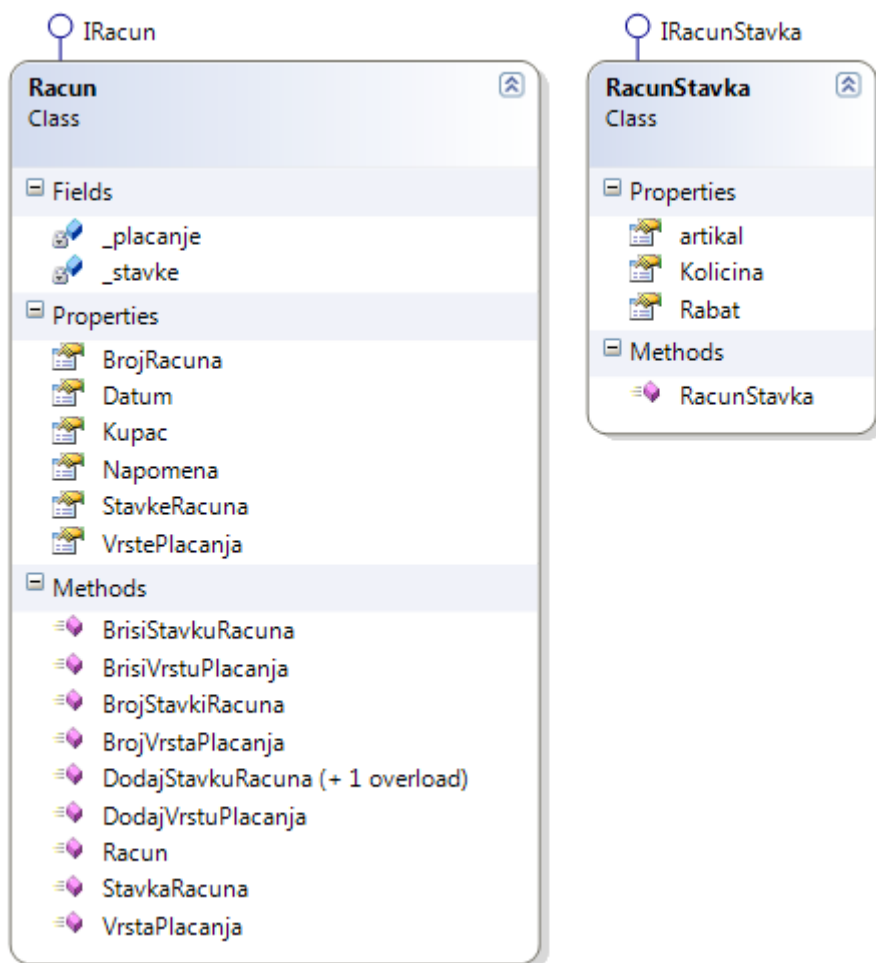 IRacun
Racun
Class
Fields
_placanje
_stavke
Properties
BrojRacuna
Datum
Kupac
Napomena
StavkeRacuna
VrstePlacanja
Methods
BrisiStavkuRacuna
BrisiVrstuPlacanja
BrojStavkiRacuna
BrojVrstaPlacanja
DodajStavkuRacuna (+ 1 overload)
DodajVrstuPlacanja
Racun
StavkaRacuna
VrstaPlacanja
IRacunStavka
RacunStavka
Class
Properties
artikal
Kolicina
Rabat
Methods
RacunStavka